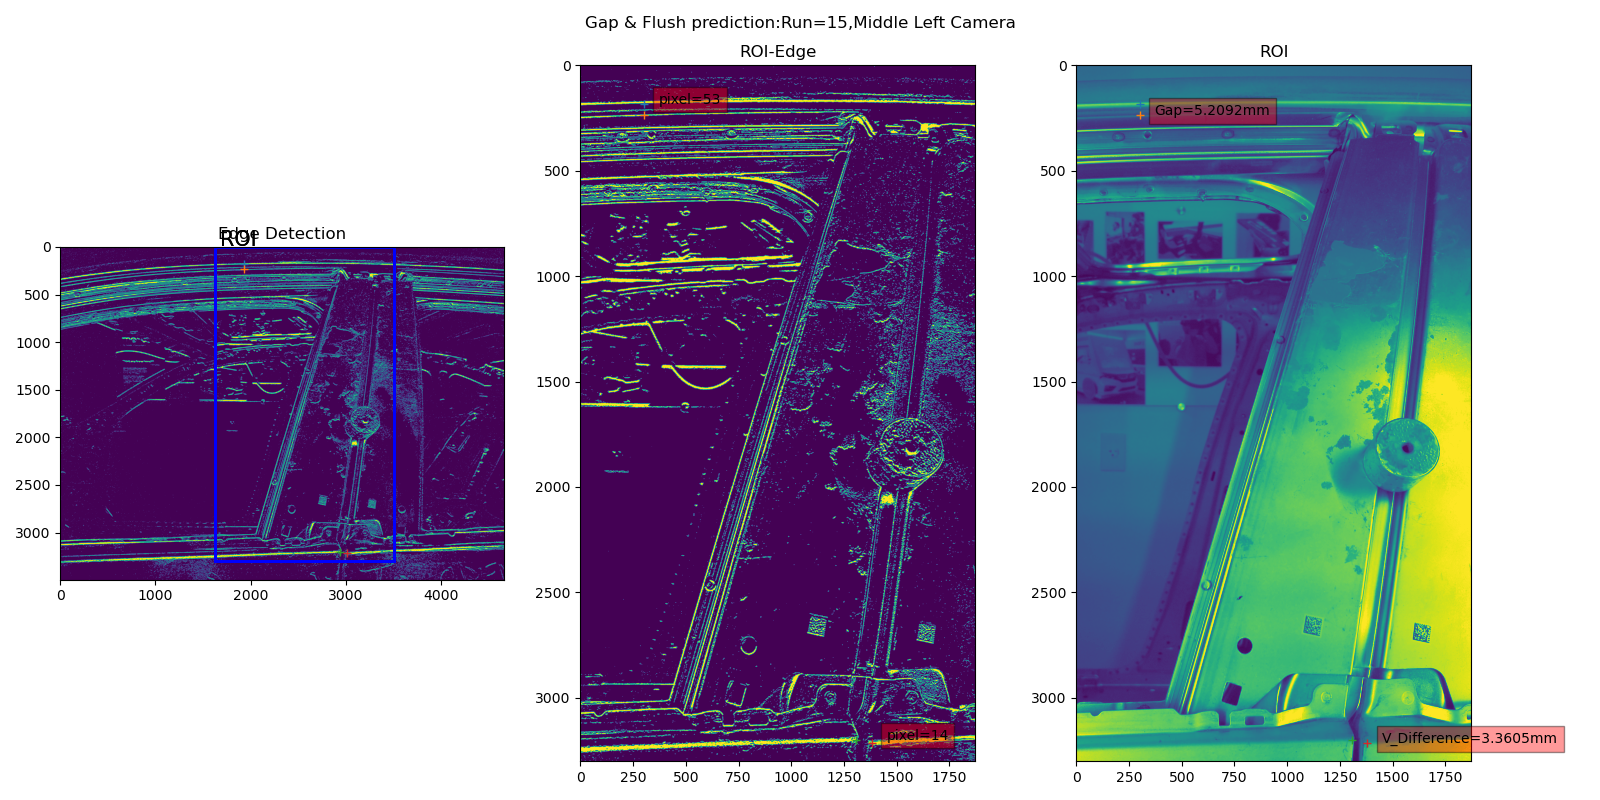 Gap & Flush prediction:Run=15,Middle Left Camera
Edge Detection
ROI
0
500
1000
1500
2000
2500
3000
0 1000 2000 3000 4000
ROI-Edge
pixel=53
pixel=14
0
500
1000
1500
2000
2500
3000
0 250 500 750 1000 1250 1500 1750
ROI
Gap=5.2092mm
V_Difference=3.3605mm
0
500
1000
1500
2000
2500
3000
0 250 500 750 1000 1250 1500 1750